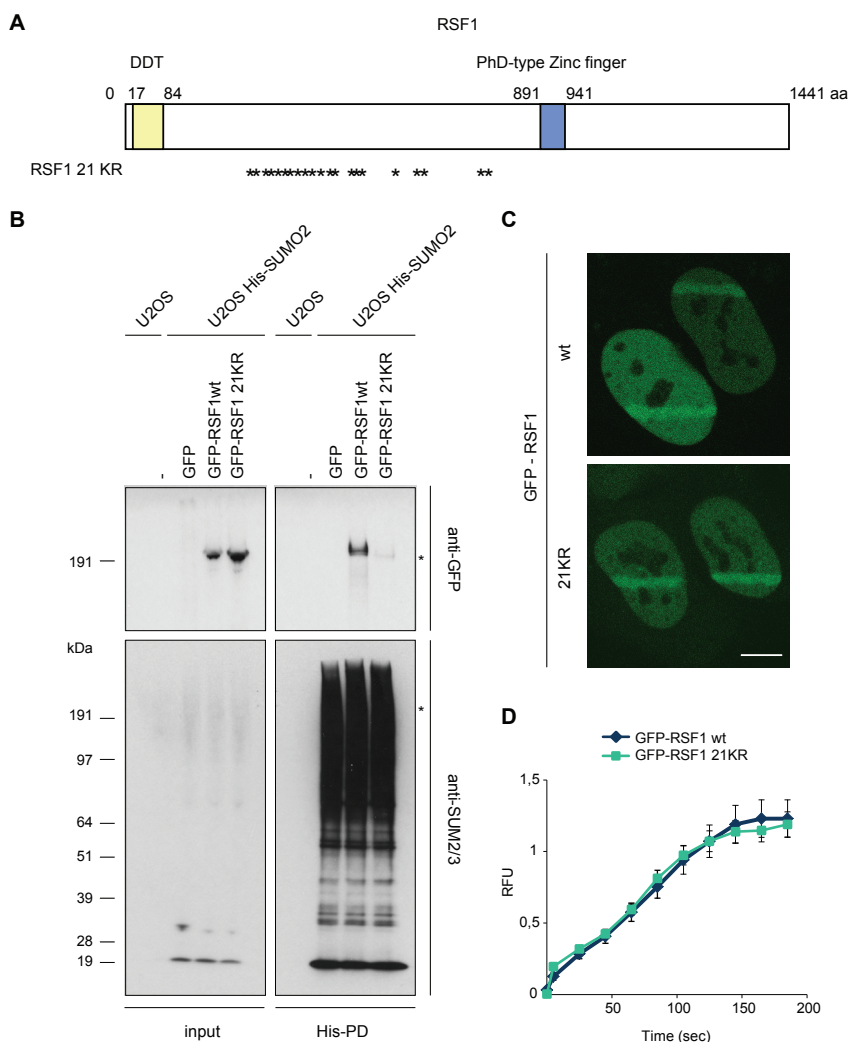 A
RSF1
DDT
PhD-type Zinc finger
0 17 84 891 941 1441 aa
RSF1 21 KR
*********** *** * ** **
B
U2OS
U2OS His-SUMO2
U2OS
U2OS His-SUMO2
-
GFP
GFP-RSF1wt
GFP-RSF1 21KR
-
GFP
GFP-RSF1wt
GFP-RSF1 21KR
191
*
anti-GFP
kDa
191
97
64
51
39
28
19
*
anti-SUM2/3
input
His-PD
C
GFP - RSF1
wt
21KR
D
GFP-RSF1 wt
GFP-RSF1 21KR
1,5
1
0,5
0
RFU
50 100 150 200
Time (sec)